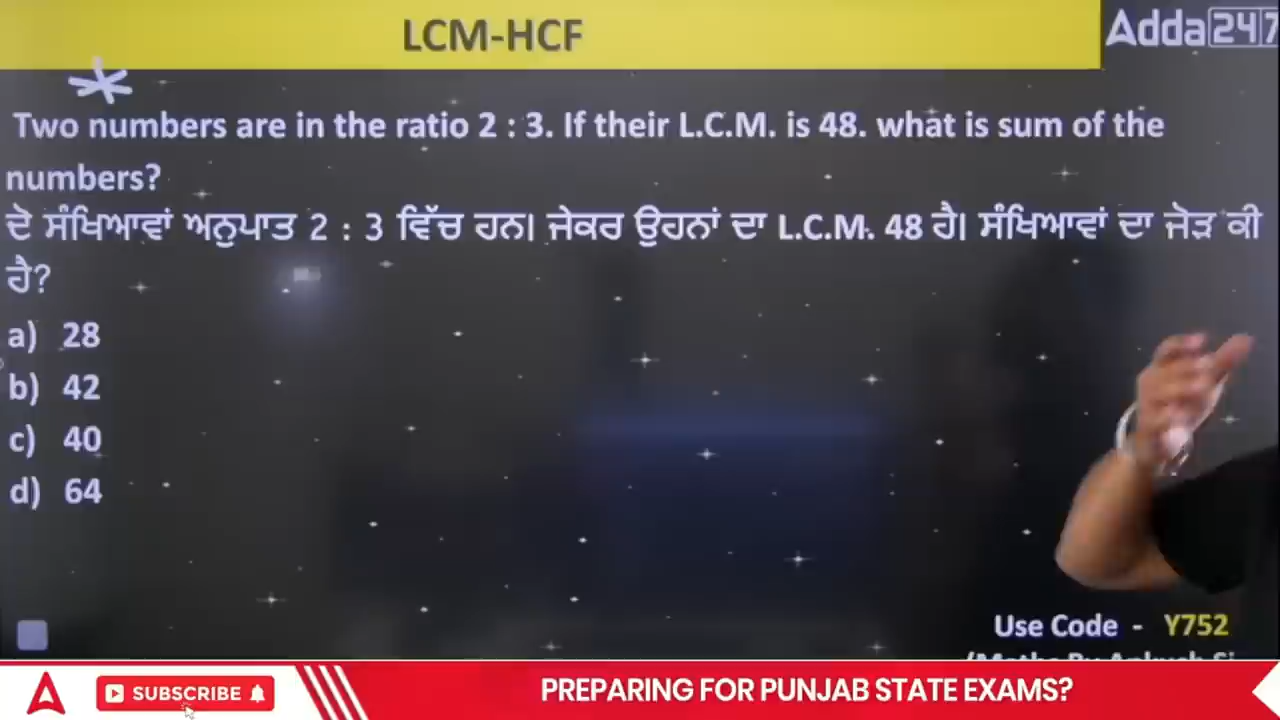 LCM-HCF
Adda247
Two numbers are in the ratio 2 : 3. If their L.C.M. is 48. what is sum of the
numbers?
ਦੋ ਸੰਖਿਆਵਾਂ ਅਨੁਪਾਤ 2 : 3 ਵਿੱਚ ਹਨ। ਜੇਕਰ ਉਹਨਾਂ ਦਾ L.C.M. 48 ਹੈ। ਸੰਖਿਆਵਾਂ ਦਾ ਜੋੜ ਕੀ
ਹੈ?
a) 28
b) 42
c) 40
d) 64
Use Code - Y752
SUBSCRIBE
PREPARING FOR PUNJAB STATE EXAMS?